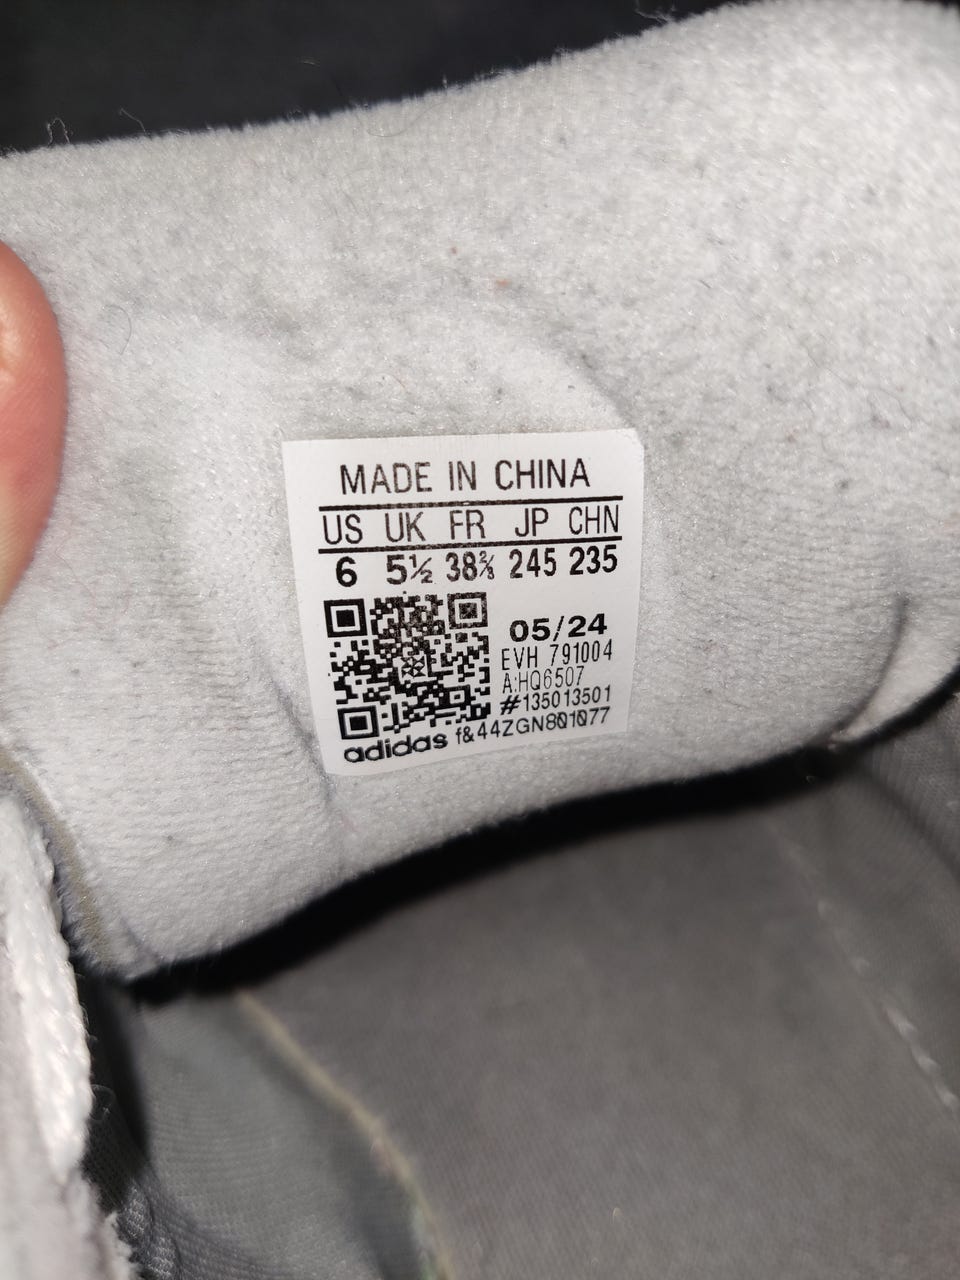 MADE IN CHINA
US UK FR JP CHN
6 5½ 38⅔ 245 235
05/24
EVH 791004
A:HQ6507
#135013501
adidas f&44ZGN801077